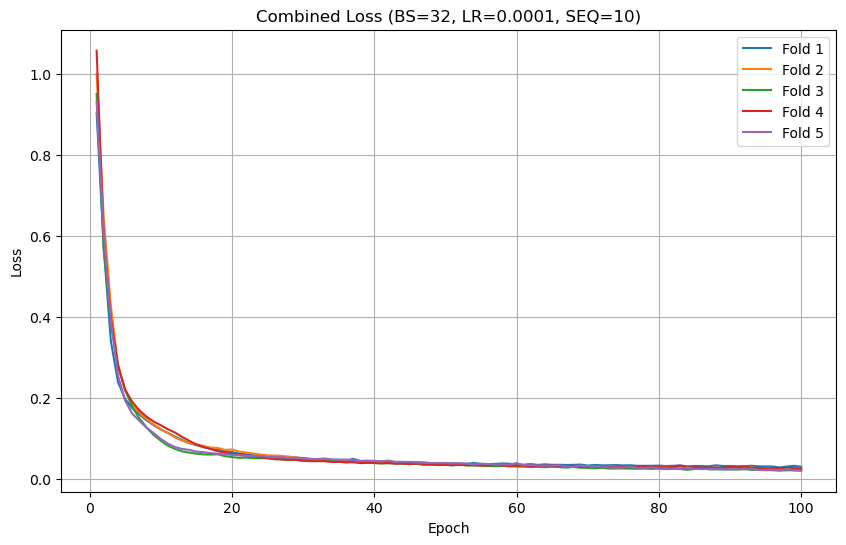 Combined Loss (BS=32, LR=0.0001, SEQ=10)
Fold 1
Fold 2
Fold 3
Fold 4
Fold 5
Loss
1.0
0.8
0.6
0.4
0.2
0.0
0 20 40 60 80 100
Epoch